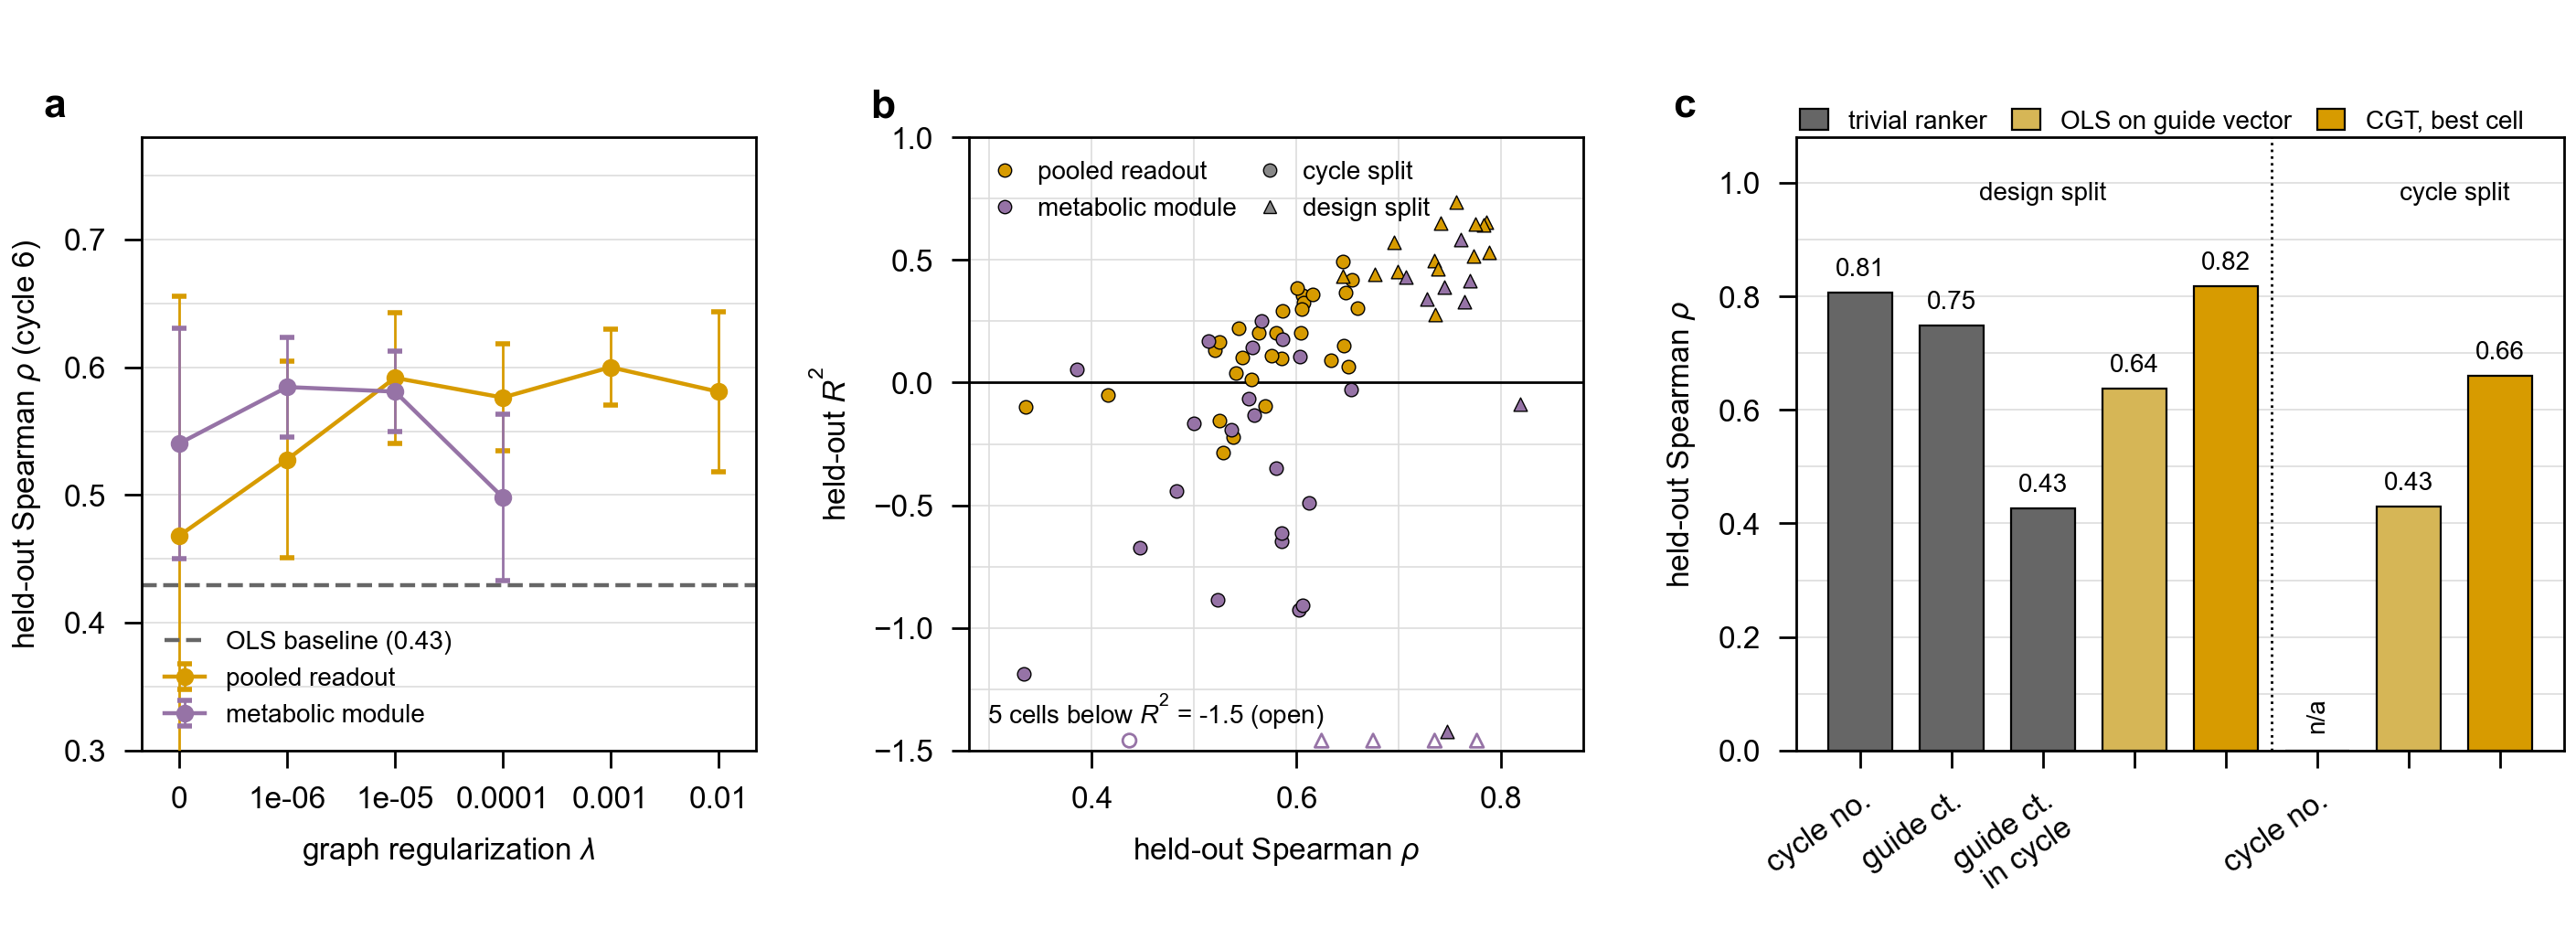 a
held-out Spearman ρ (cycle 6)
0.7
0.6
0.5
0.4
0.3
OLS baseline (0.43)
pooled readout
metabolic module
0
1e-06
1e-05
0.0001
0.001
0.01
graph regularization λ
b
held-out R²
1.0
0.5
0.0
−0.5
−1.0
−1.5
pooled readout
metabolic module
cycle split
design split
5 cells below R² = -1.5 (open)
0.4
0.6
0.8
held-out Spearman ρ
c
trivial ranker
OLS on guide vector
CGT, best cell
held-out Spearman ρ
1.0
0.8
0.6
0.4
0.2
0.0
design split
cycle split
0.81
0.75
0.43
0.64
0.82
n/a
0.43
0.66
cycle no.
guide ct.
guide ct.
in cycle
cycle no.